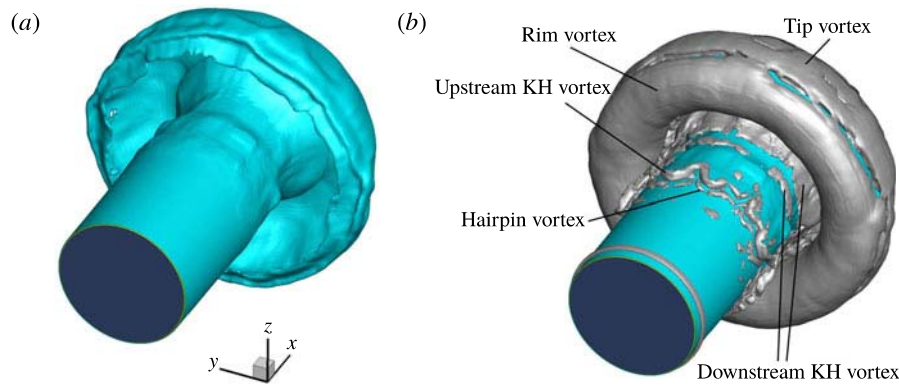 (a)
(b)
Rim vortex
Tip vortex
Upstream KH vortex
Hairpin vortex
Downstream KH vortex
z
x
y